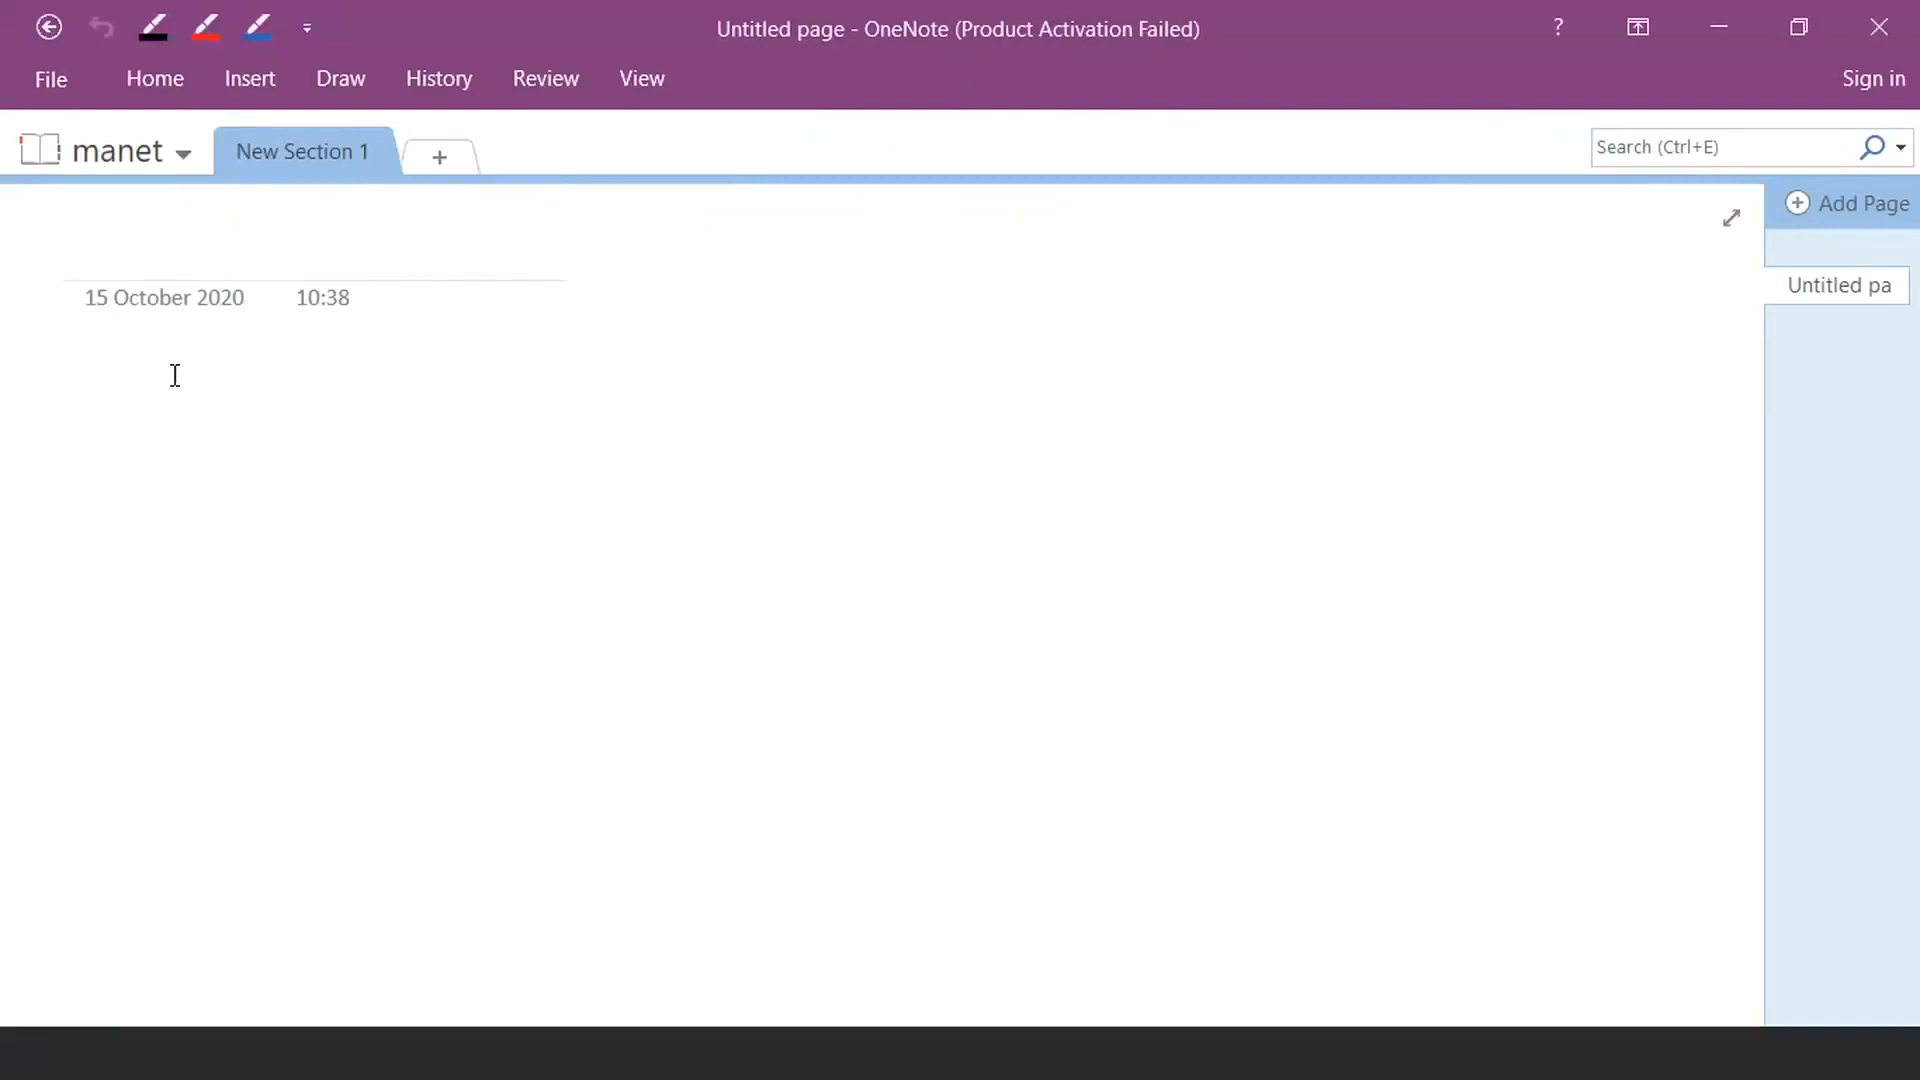 Untitled page - OneNote (Product Activation Failed)
?
File Home Insert Draw History Review View Sign in
manet New Section 1 + Search (Ctrl+E)
Add Page
Untitled pa
15 October 2020 10:38